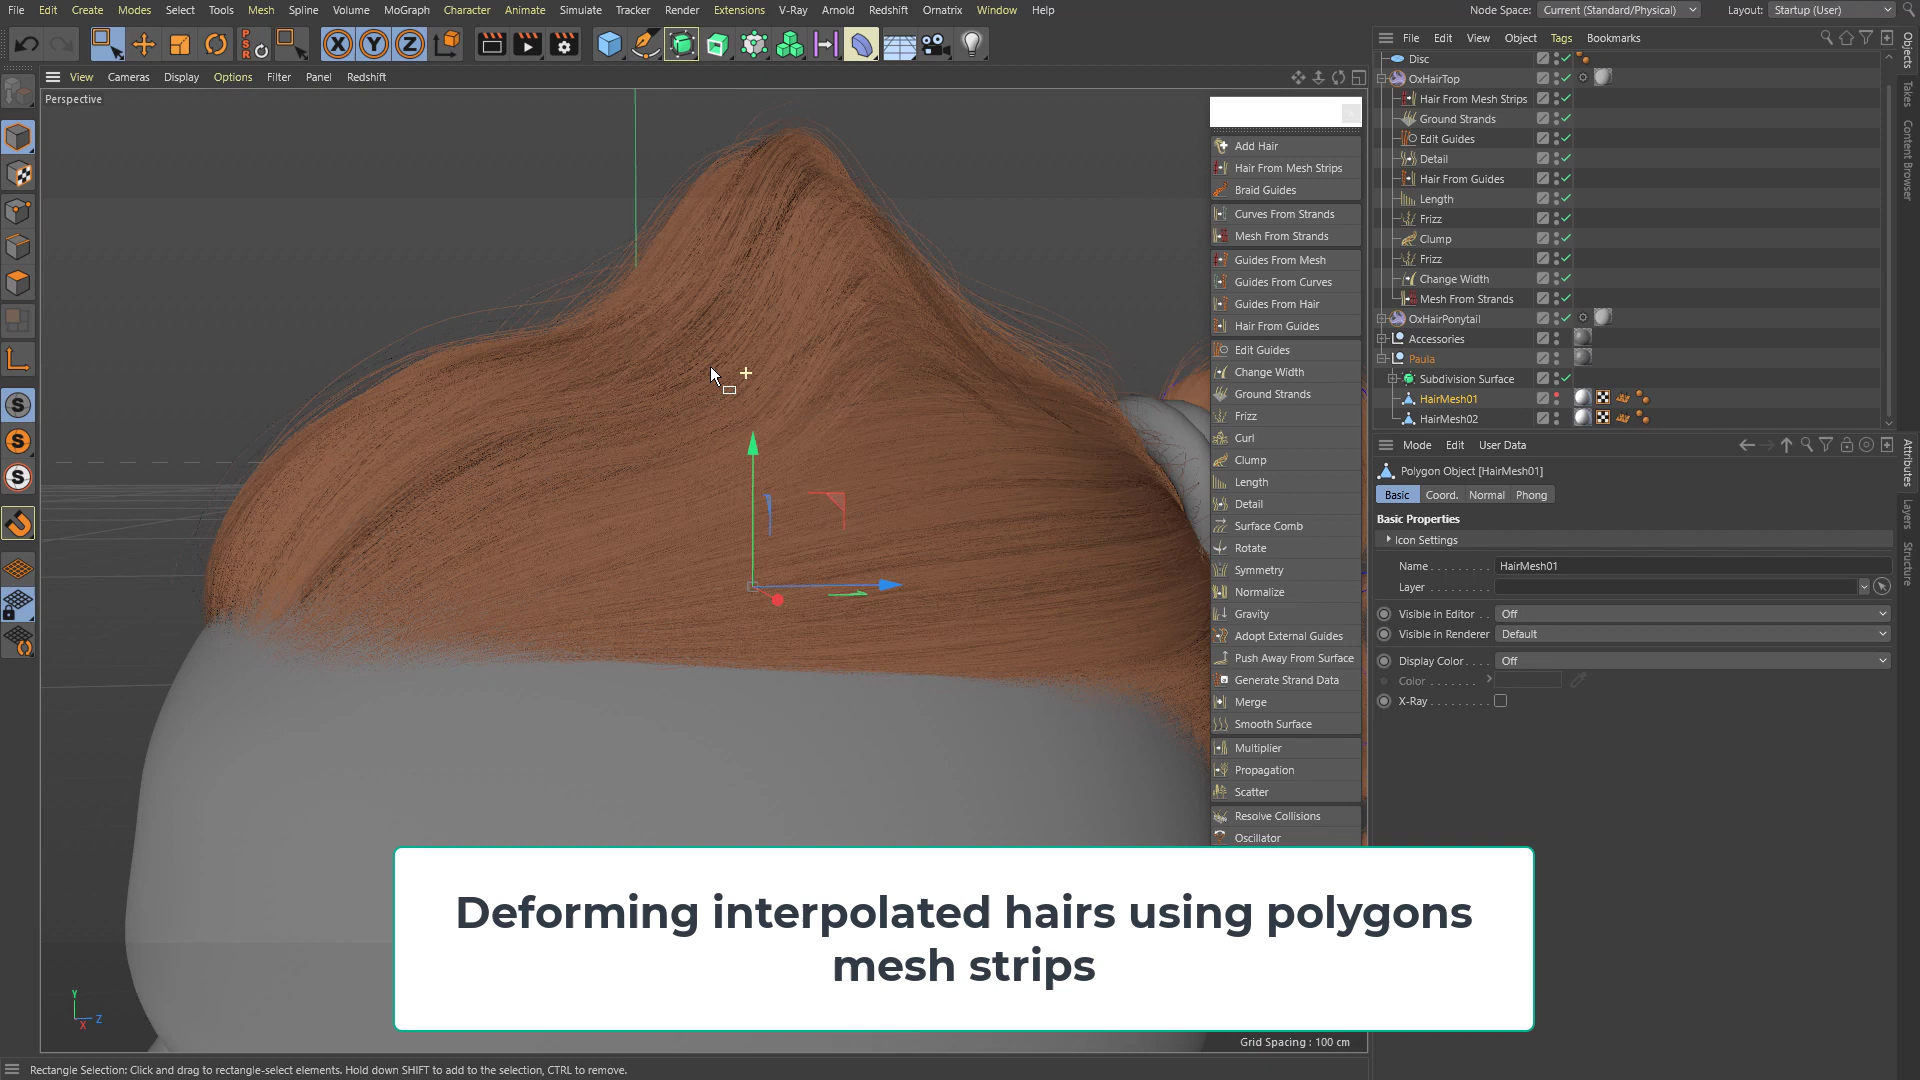 File Edit Create Modes Select Tools Mesh Spline Volume MoGraph Character Animate Simulate Tracker Render Extensions V-Ray Arnold Redshift Ornatrix Window Help
Node Space: Current (Standard/Physical) Layout: Startup (User)
PSR
X Y Z
View Cameras Display Options Filter Panel Redshift
Perspective
Add Hair
Hair From Mesh Strips
Braid Guides
Curves From Strands
Mesh From Strands
Guides From Mesh
Guides From Curves
Guides From Hair
Hair From Guides
Edit Guides
Change Width
Ground Strands
Frizz
Curl
Clump
Length
Detail
Surface Comb
Rotate
Symmetry
Normalize
Gravity
Adopt External Guides
Push Away From Surface
Generate Strand Data
Merge
Smooth Surface
Multiplier
Propagation
Scatter
Resolve Collisions
Oscillator
File Edit View Object Tags Bookmarks
Disc
OxHairTop
Hair From Mesh Strips
Ground Strands
Edit Guides
Detail
Hair From Guides
Length
Frizz
Clump
Frizz
Change Width
Mesh From Strands
OxHairPonytail
Accessories
Paula
Subdivision Surface
HairMesh01
HairMesh02
Mode Edit User Data
Polygon Object [HairMesh01]
Basic Coord. Normal Phong
Basic Properties
Icon Settings
Name . . . . . . . . . HairMesh01
Layer . . . . . . . . .
Visible in Editor . . Off
Visible in Renderer Default
Display Color . . . . Off
Color . . . . . . .
X-Ray . . . . . . . . .
Objects
Takes
Content Browser
Attributes
Layers
Structure
S
S
S
Deforming interpolated hairs using polygons
mesh strips
Y
X
Z
Grid Spacing : 100 cm
Rectangle Selection: Click and drag to rectangle-select elements. Hold down SHIFT to add to the selection, CTRL to remove.